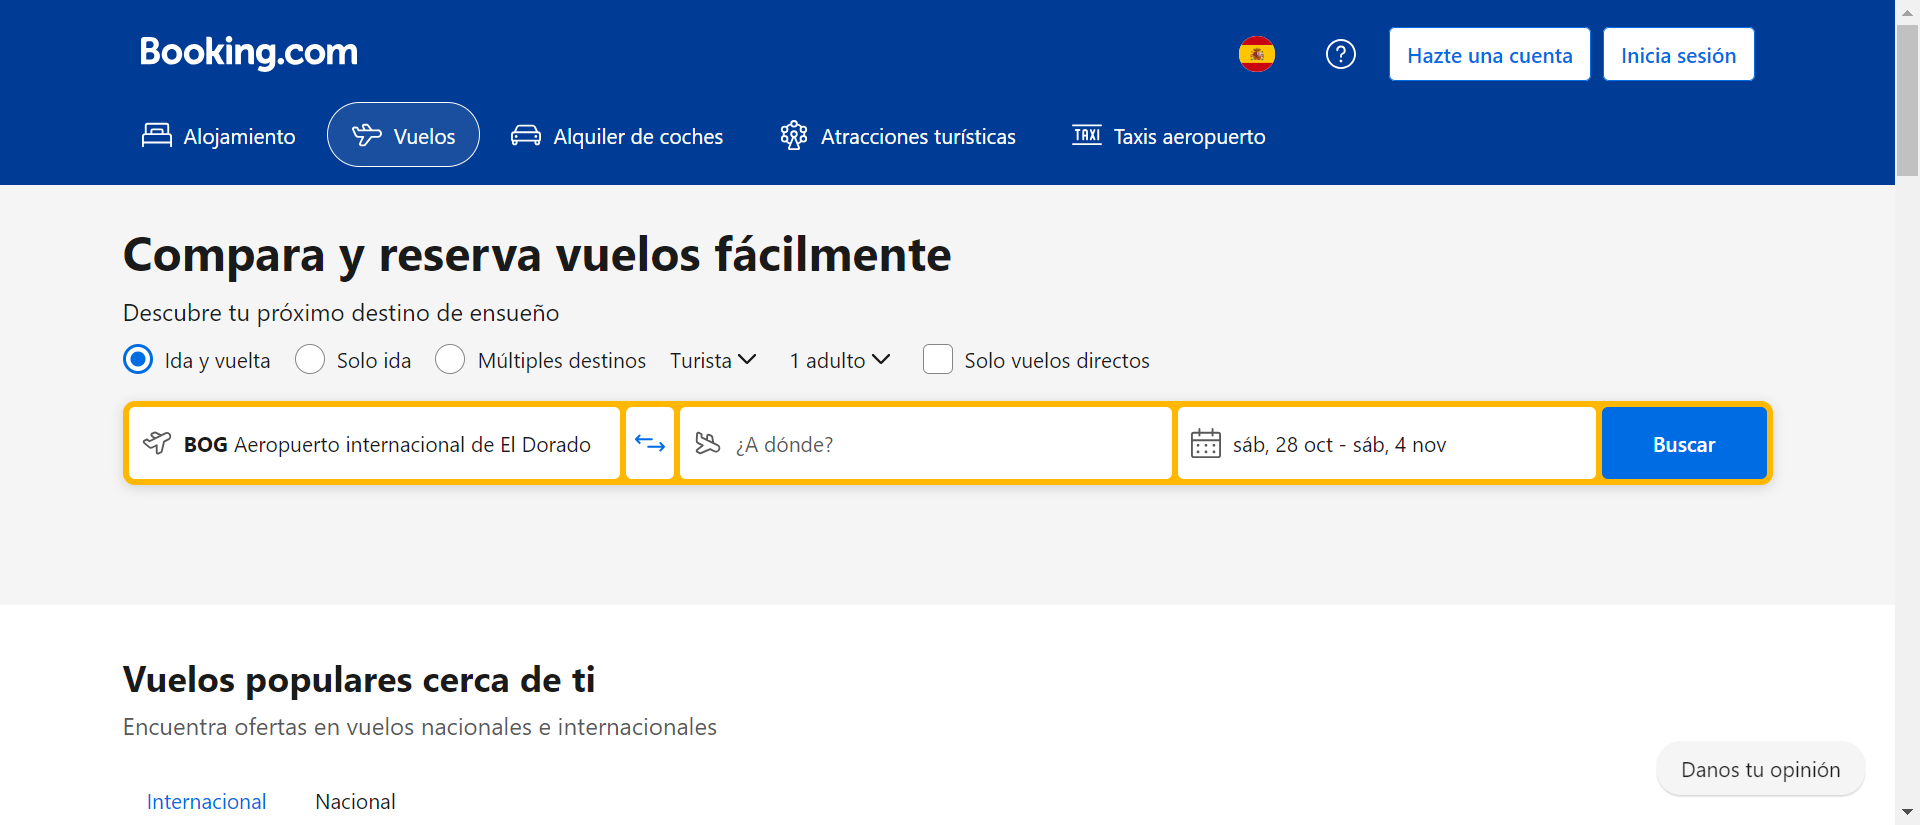 Booking.com
Hazte una cuenta
Inicia sesión
Alojamiento
Vuelos
Alquiler de coches
Atracciones turísticas
TAXI
Taxis aeropuerto
Compara y reserva vuelos fácilmente
Descubre tu próximo destino de ensueño
Ida y vuelta
Solo ida
Múltiples destinos
Turista
1 adulto
Solo vuelos directos
BOG Aeropuerto internacional de El Dorado
¿A dónde?
sáb, 28 oct - sáb, 4 nov
Buscar
Vuelos populares cerca de ti
Encuentra ofertas en vuelos nacionales e internacionales
Danos tu opinión
Internacional
Nacional